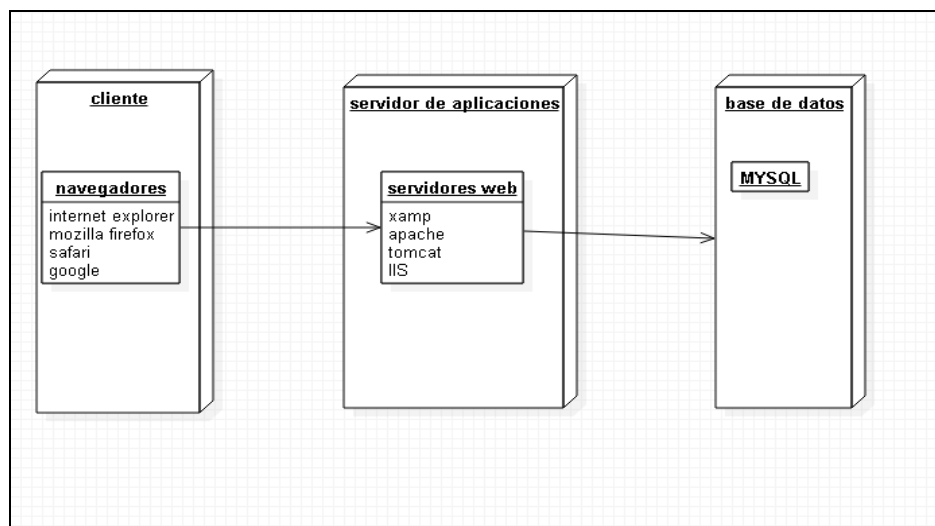 cliente
navegadores
internet explorer
mozilla firefox
safari
google
servidor de aplicaciones
servidores web
xamp
apache
tomcat
IIS
base de datos
MYSQL